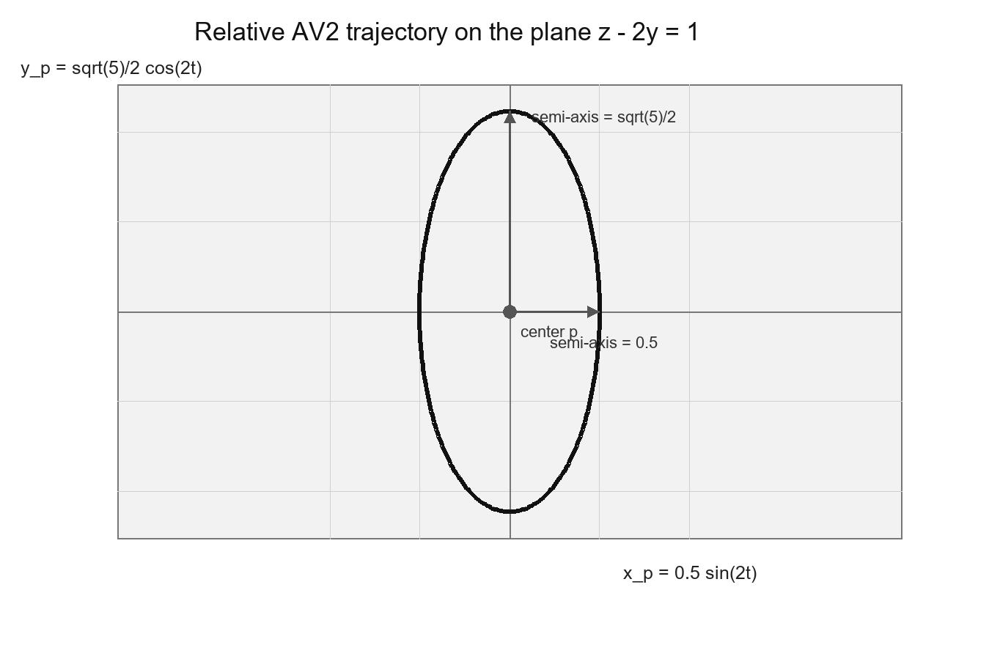 Relative AV2 trajectory on the plane z - 2y = 1
y_p = sqrt(5)/2 cos(2t)
semi-axis = sqrt(5)/2
center p
semi-axis = 0.5
x_p = 0.5 sin(2t)